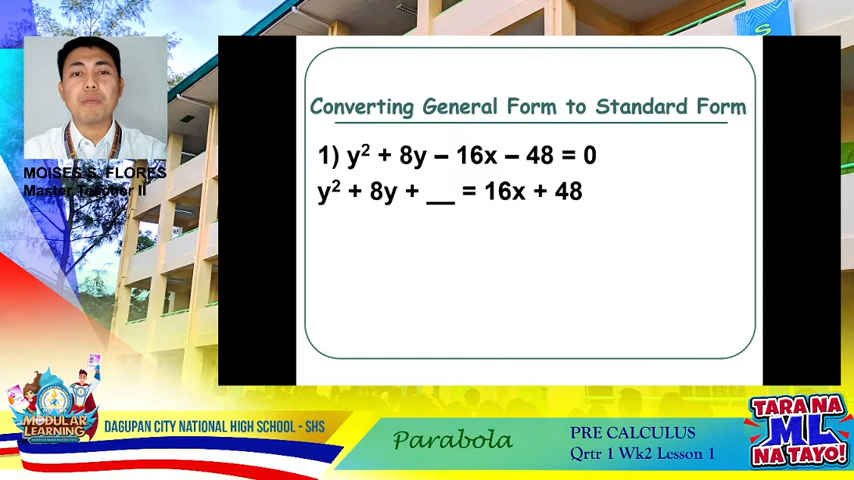 MOISES S. FLORES
Master Teacher II
Converting General Form to Standard Form
1) y² + 8y – 16x – 48 = 0
y² + 8y + __ = 16x + 48
MODULAR
LEARNING
DAGUPAN CITY NATIONAL HIGH SCHOOL - SHS
Parabola
PRE CALCULUS
Qrtr 1 Wk2 Lesson 1
TARA NA
ML
NA TAYO!